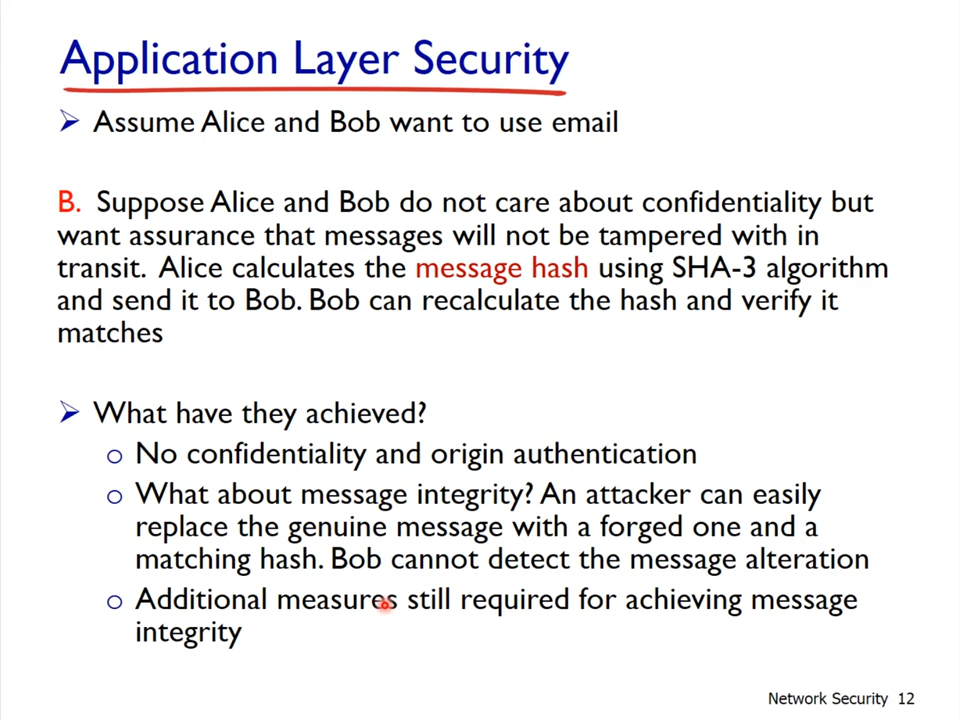 Application Layer Security
➤ Assume Alice and Bob want to use email
B. Suppose Alice and Bob do not care about confidentiality but
want assurance that messages will not be tampered with in
transit. Alice calculates the message hash using SHA-3 algorithm
and send it to Bob. Bob can recalculate the hash and verify it
matches
➤ What have they achieved?
o No confidentiality and origin authentication
o What about message integrity? An attacker can easily
replace the genuine message with a forged one and a
matching hash. Bob cannot detect the message alteration
o Additional measures still required for achieving message
integrity
Network Security 12